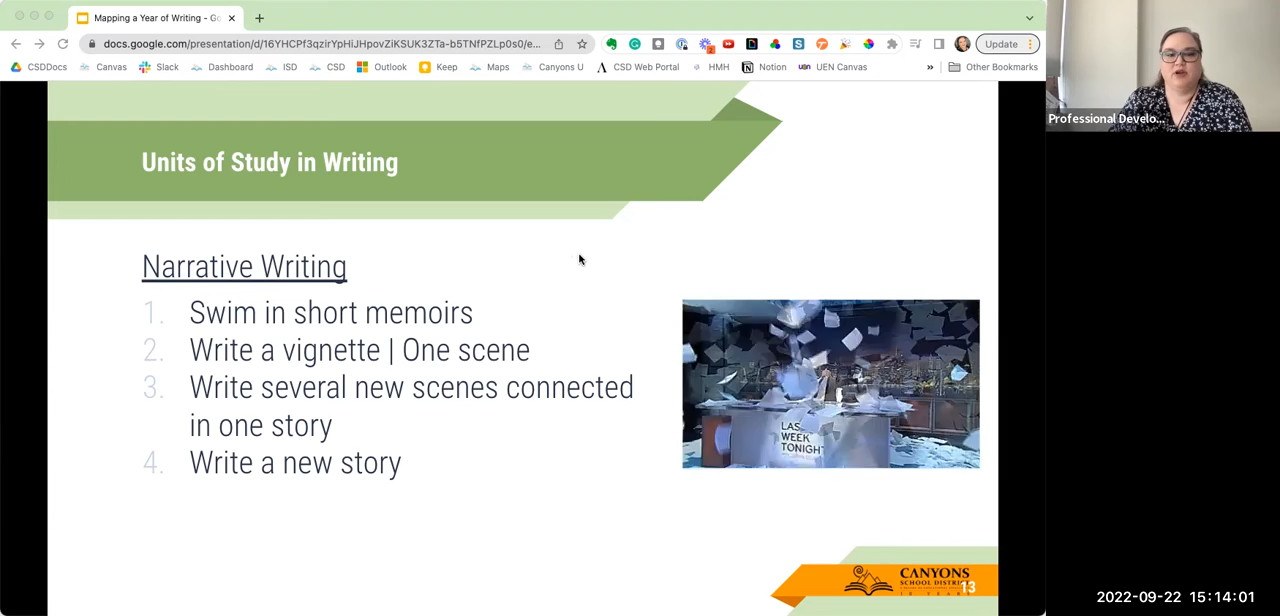 Mapping a Year of Writing - Go
docs.google.com/presentation/d/16YHCPf3qzirYpHiJHpovZiKSUK3ZTa-b5TNfPZLp0s0/e...
Update
CSDDocs Canvas Slack Dashboard ISD CSD Outlook Keep Maps Canyons U CSD Web Portal HMH Notion UEN Canvas » Other Bookmarks
Professional Develo...
Units of Study in Writing
Narrative Writing
1. Swim in short memoirs
2. Write a vignette | One scene
3. Write several new scenes connected
in one story
4. Write a new story
LAS
WEEK
TONIGHT
CANYONS
SCHOOL DISTRI
13
2022-09-22 15:14:01